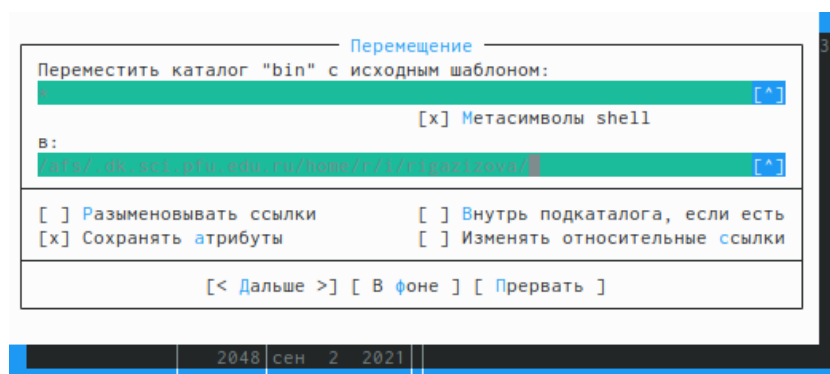 Перемещение
Переместить каталог "bin" с исходным шаблоном:
* [^]
[x] Метасимволы shell
в:
/afs/.dk.sci.pfu.edu.ru/home/r/i/rigazizova/ [^]
[ ] Разыменовывать ссылки [ ] Внутрь подкаталога, если есть
[x] Сохранять атрибуты [ ] Изменять относительные ссылки
[< Дальше >] [ В фоне ] [ Прервать ]
2048 сен 2 2021